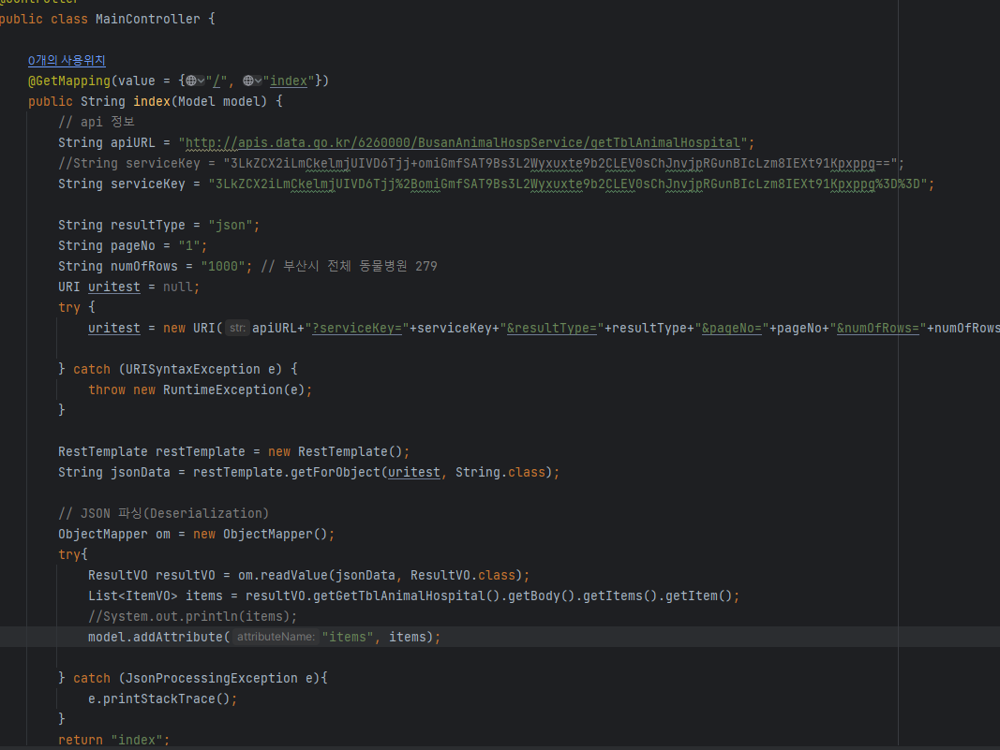 @Controller
public class MainController {
0개의 사용위치
@GetMapping(value = {"/", "index"})
public String index(Model model) {
// api 정보
String apiURL = "http://apis.data.go.kr/6260000/BusanAnimalHospService/getTblAnimalHospital";
//String serviceKey = "3LkZCX2iLmCkelmjUIVD6Tjj+omiGmfSAT9Bs3L2Wyxuxte9b2CLEV0sChJnvjpRGunBIcLzm8IEXt91Kpxppg==";
String serviceKey = "3LkZCX2iLmCkelmjUIVD6Tjj%2BomiGmfSAT9Bs3L2Wyxuxte9b2CLEV0sChJnvjpRGunBIcLzm8IEXt91Kpxppg%3D%3D";
String resultType = "json";
String pageNo = "1";
String numOfRows = "1000"; // 부산시 전체 동물병원 279
URI uritest = null;
try {
uritest = new URI( str: apiURL+"?serviceKey="+serviceKey+"&resultType="+resultType+"&pageNo="+pageNo+"&numOfRows="+numOfRows
} catch (URISyntaxException e) {
throw new RuntimeException(e);
}
RestTemplate restTemplate = new RestTemplate();
String jsonData = restTemplate.getForObject(uritest, String.class);
// JSON 파싱(Deserialization)
ObjectMapper om = new ObjectMapper();
try{
ResultVO resultVO = om.readValue(jsonData, ResultVO.class);
List<ItemVO> items = resultVO.getGetTblAnimalHospital().getBody().getItems().getItem();
//System.out.println(items);
model.addAttribute( attributeName: "items", items);
} catch (JsonProcessingException e){
e.printStackTrace();
}
return "index";